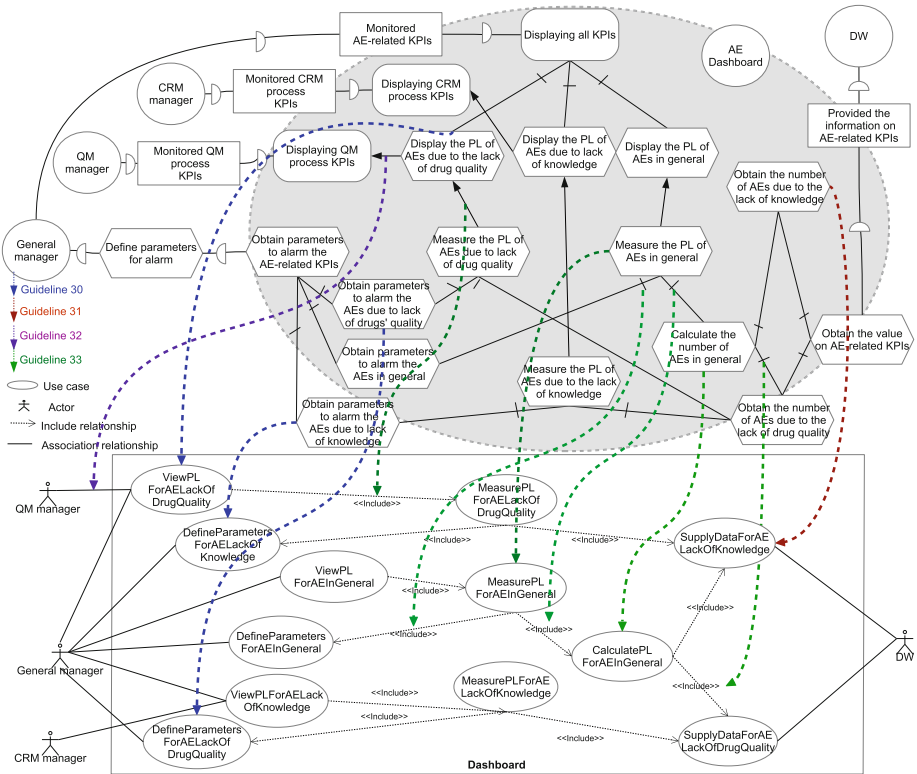 Monitored
AE-related KPIs
Displaying all KPIs
AE
Dashboard
DW
CRM
manager
Monitored CRM
process
KPIs
Displaying CRM
process KPIs
Provided the
information on
AE-related KPIs
QM
manager
Monitored QM
process
KPIs
Displaying QM
process KPIs
Display the PL of
AEs due to the lack
of drug quality
Display the PL of
AEs due to lack
of knowledge
Display the PL of
AEs in general
Obtain the number
of AEs due to the
lack of knowledge
General
manager
Define parameters
for alarm
Obtain parameters
to alarm the
AE-related KPIs
Measure the PL of
AEs due to lack
of drug quality
Measure the PL of
AEs in general
Guideline 30
Guideline 31
Guideline 32
Guideline 33
Obtain parameters
to alarm the
AEs due to lack
of drugs' quality
Obtain parameters
to alarm the
AEs in general
Calculate the
number of
AEs in general
Obtain the value
on AE-related KPIs
Measure the PL of
AEs due to the lack
of knowledge
Obtain parameters
to alarm the
AEs due to lack
of knowledge
Obtain the number
of AEs due to the
lack of drug quality
Use case
Actor
Include relationship
Association relationship
QM manager
ViewPL
ForAELackOf
DrugQuality
<<Include>>
MeasurePL
ForAELackOf
DrugQuality
DefineParameters
ForAELackOf
Knowledge
<<Include>>
<<Include>>
SupplyDataForAE
LackOfKnowledge
ViewPL
ForAEInGeneral
<<Include>>
MeasurePL
ForAEInGeneral
<<Include>>
DefineParameters
ForAEInGeneral
<<Include>>
<<Include>>
CalculatePL
ForAEInGeneral
General manager
DW
ViewPLForAELack
OfKnowledge
<<Include>>
MeasurePLForAE
LackOfKnowledge
<<Include>>
<<Include>>
DefineParameters
ForAELackOf
DrugQuality
<<Include>>
SupplyDataForAE
LackOfDrugQuality
CRM manager
Dashboard